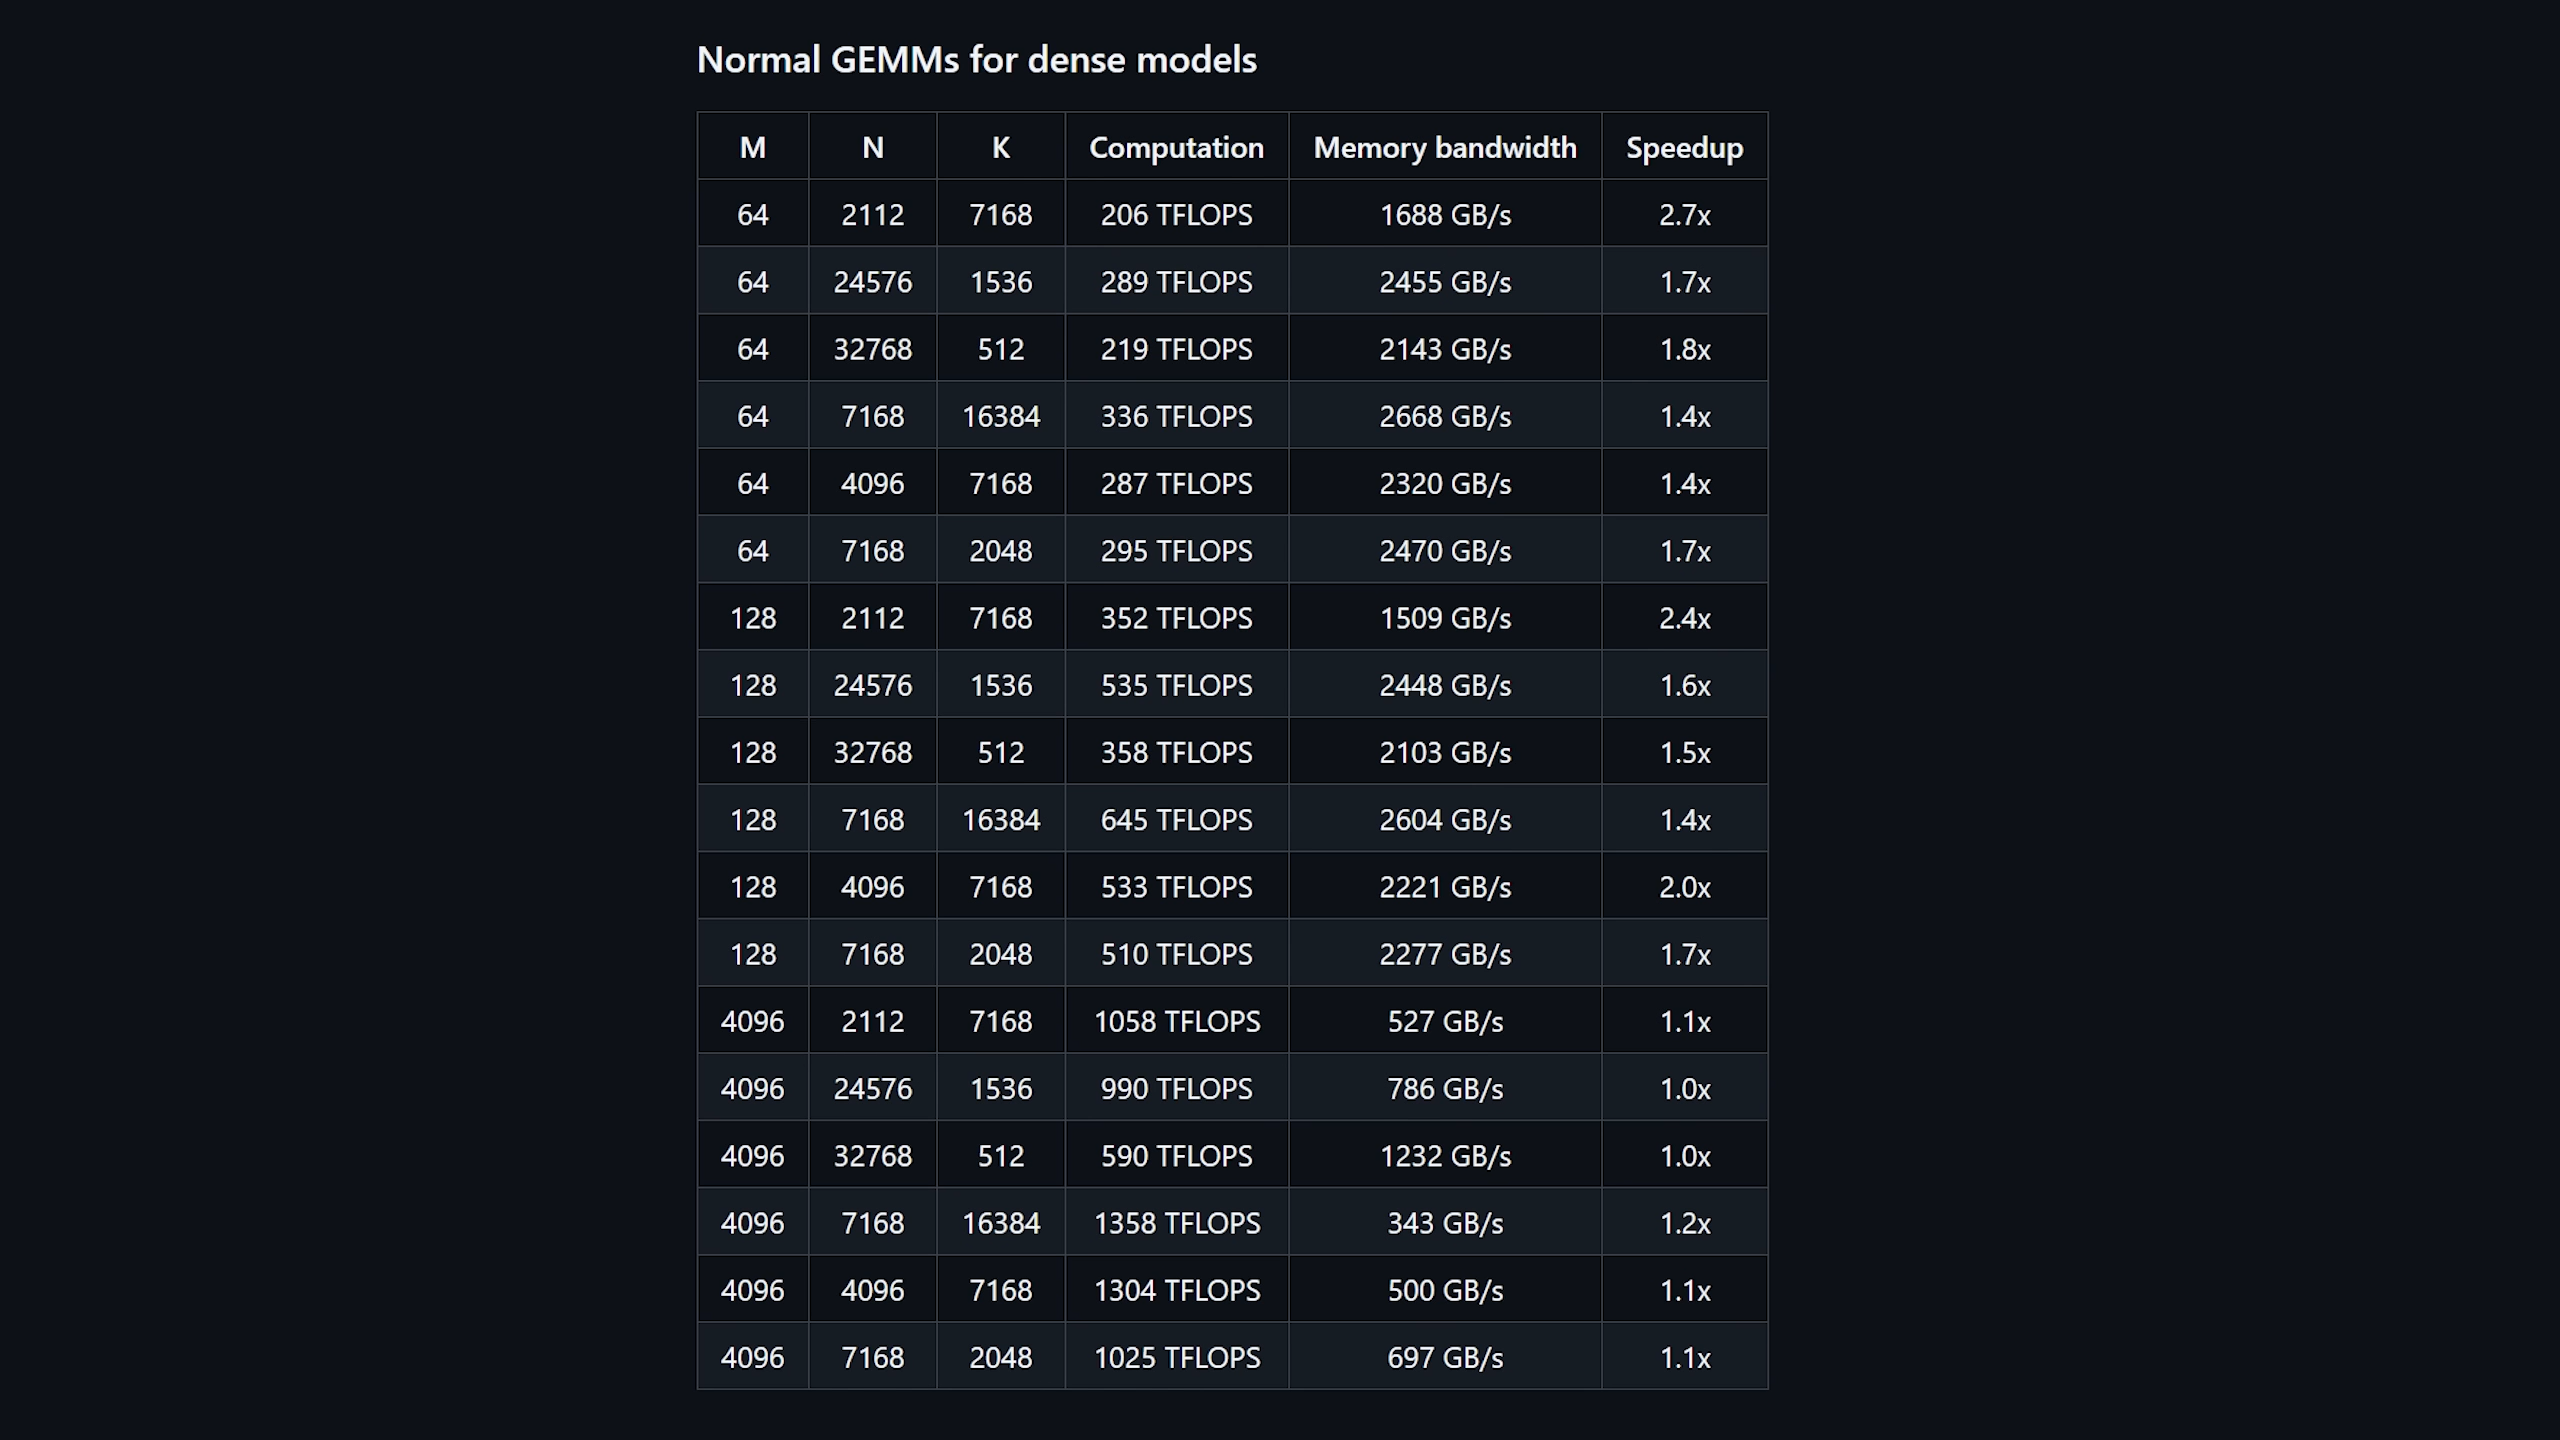 Normal GEMMs for dense models
M N K Computation Memory bandwidth Speedup
64 2112 7168 206 TFLOPS 1688 GB/s 2.7x
64 24576 1536 289 TFLOPS 2455 GB/s 1.7x
64 32768 512 219 TFLOPS 2143 GB/s 1.8x
64 7168 16384 336 TFLOPS 2668 GB/s 1.4x
64 4096 7168 287 TFLOPS 2320 GB/s 1.4x
64 7168 2048 295 TFLOPS 2470 GB/s 1.7x
128 2112 7168 352 TFLOPS 1509 GB/s 2.4x
128 24576 1536 535 TFLOPS 2448 GB/s 1.6x
128 32768 512 358 TFLOPS 2103 GB/s 1.5x
128 7168 16384 645 TFLOPS 2604 GB/s 1.4x
128 4096 7168 533 TFLOPS 2221 GB/s 2.0x
128 7168 2048 510 TFLOPS 2277 GB/s 1.7x
4096 2112 7168 1058 TFLOPS 527 GB/s 1.1x
4096 24576 1536 990 TFLOPS 786 GB/s 1.0x
4096 32768 512 590 TFLOPS 1232 GB/s 1.0x
4096 7168 16384 1358 TFLOPS 343 GB/s 1.2x
4096 4096 7168 1304 TFLOPS 500 GB/s 1.1x
4096 7168 2048 1025 TFLOPS 697 GB/s 1.1x